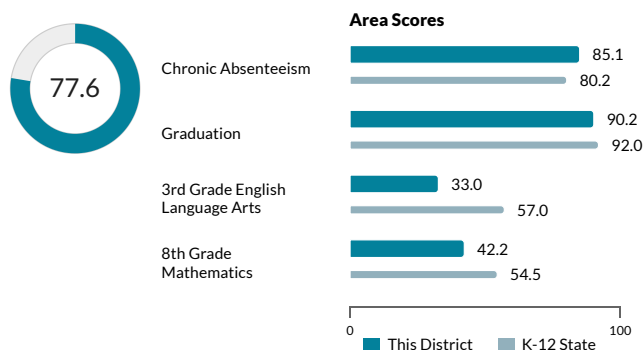 Area Scores
77.6
Chronic Absenteeism
85.1
80.2
Graduation
90.2
92.0
3rd Grade English
Language Arts
33.0
57.0
8th Grade
Mathematics
42.2
54.5
0
100
This District
K-12 State